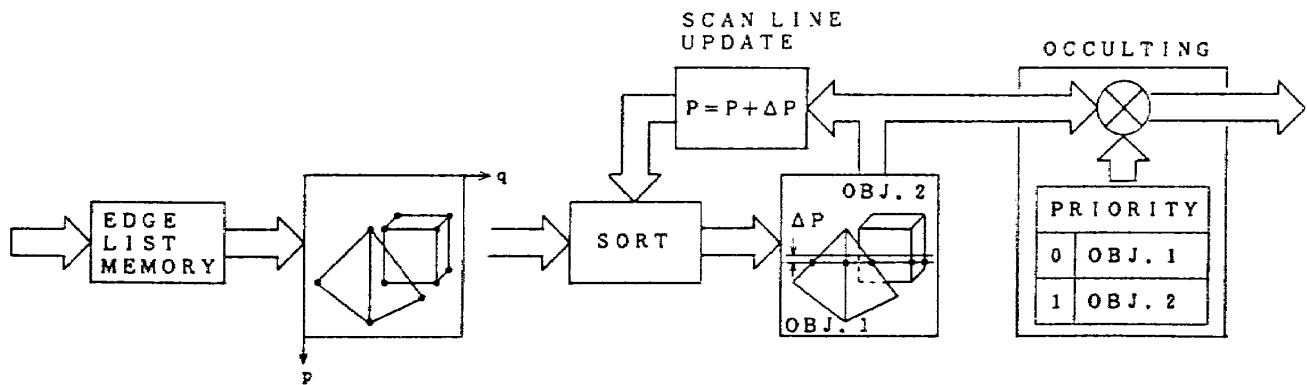 SCAN LINE
UPDATE
OCCULTING
P = P + ΔP
q
OBJ. 2
EDGE
LIST
MEMORY
SORT
ΔP
PRIORITY
0 OBJ. 1
1 OBJ. 2
OBJ. 1
p